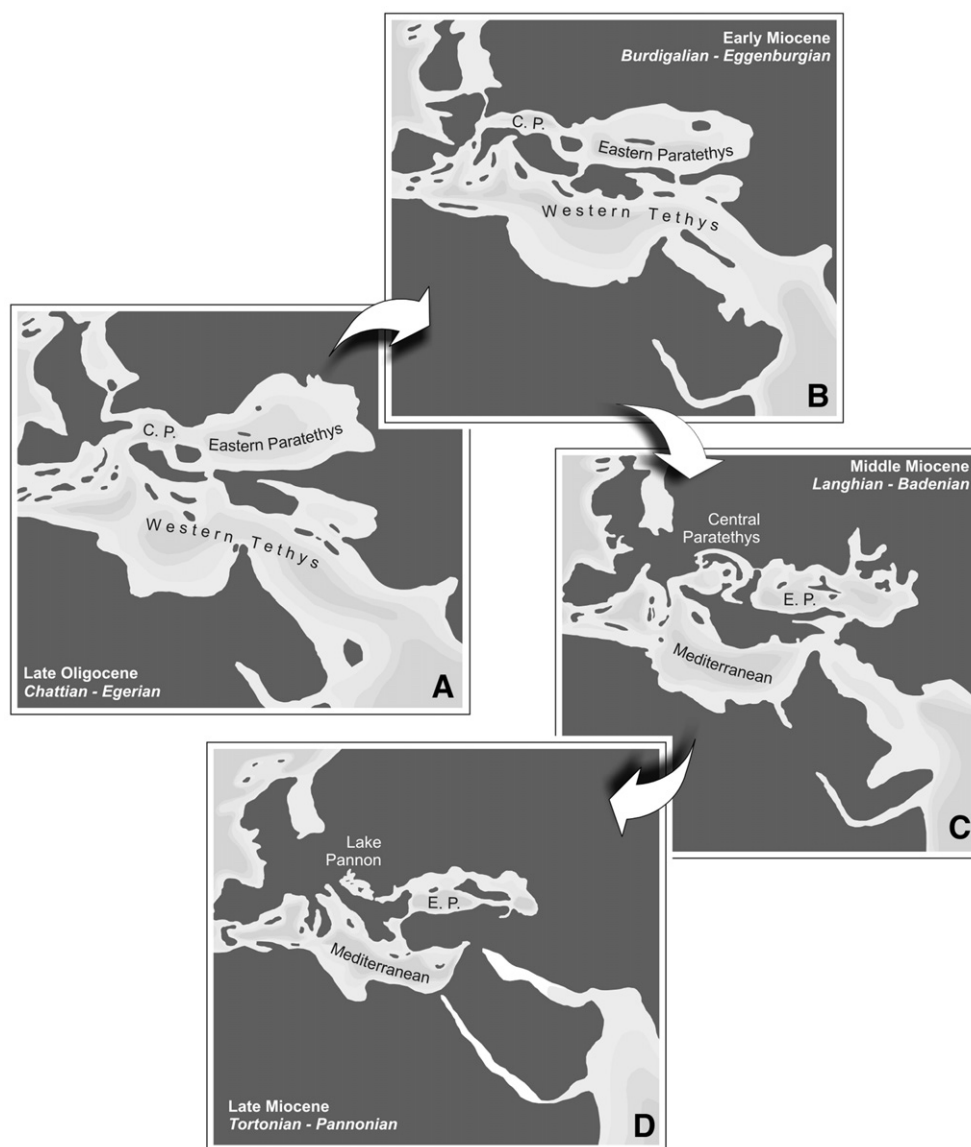 Early Miocene
Burdigalian - Eggenburgian
C. P.
Eastern Paratethys
Western Tethys
B
C. P.
Eastern Paratethys
Western Tethys
Late Oligocene
Chattian - Egerian
A
Middle Miocene
Langhian - Badenian
Central
Paratethys
E. P.
Mediterranean
C
Lake
Pannon
E. P.
Mediterranean
Late Miocene
Tortonian - Pannonian
D